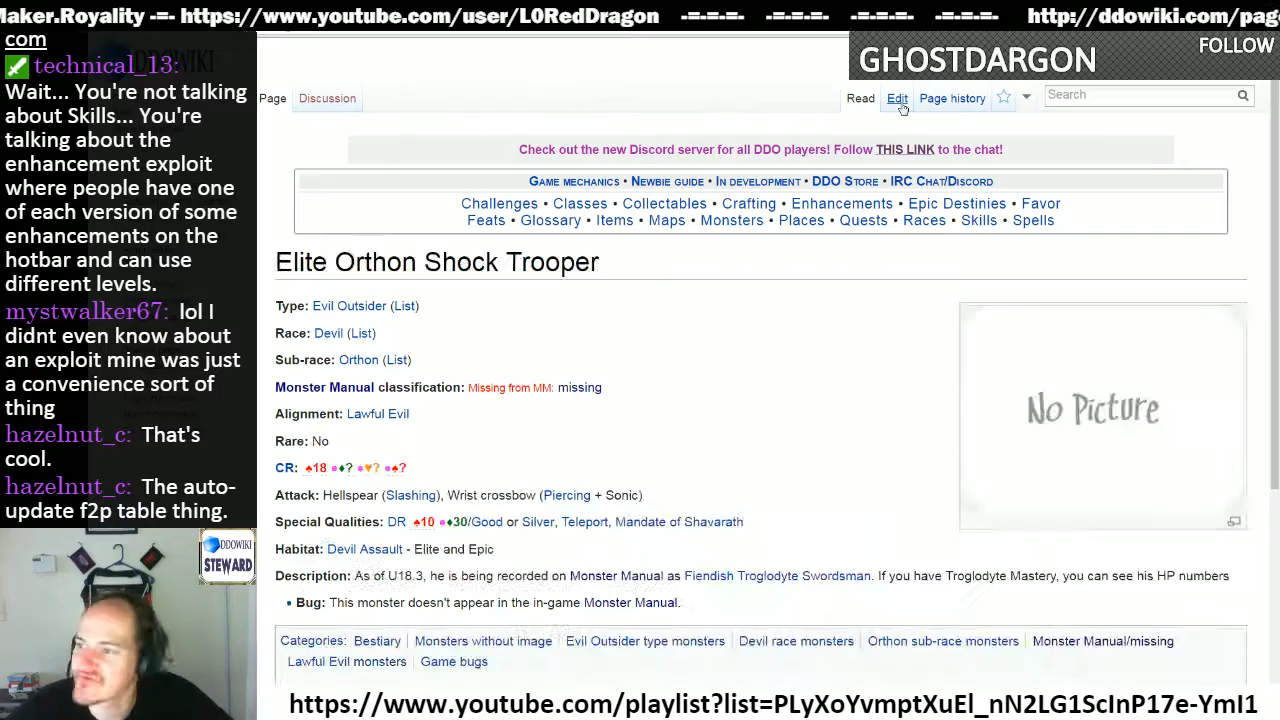 Maker.Royality -=- https://www.youtube.com/user/L0RedDragon -=-=-=- -=-=-=- -=-=-=- http://ddowiki.com/page
com
technical_13:
Wait... You're not talking
about Skills... You're
talking about the
enhancement exploit
where people have one
of each version of some
enhancements on the
hotbar and can use
different levels.
mystwalker67: lol I
didnt even know about
an exploit mine was just
a convenience sort of
thing
hazelnut_c: That's
cool.
hazelnut_c: The auto-
update f2p table thing.
GHOSTDARGON
FOLLOW
Page Discussion Read Edit Page history Search
Check out the new Discord server for all DDO players! Follow THIS LINK to the chat!
Game mechanics • Newbie guide • In development • DDO Store • IRC Chat/Discord
Challenges • Classes • Collectables • Crafting • Enhancements • Epic Destinies • Favor
Feats • Glossary • Items • Maps • Monsters • Places • Quests • Races • Skills • Spells
Elite Orthon Shock Trooper
Type: Evil Outsider (List)
Race: Devil (List)
Sub-race: Orthon (List)
Monster Manual classification: Missing from MM: missing
Alignment: Lawful Evil
Rare: No
CR: ♠18 ●♦? ●♥? ●♠?
Attack: Hellspear (Slashing), Wrist crossbow (Piercing + Sonic)
Special Qualities: DR ♠10 ●♦30/Good or Silver, Teleport, Mandate of Shavarath
Habitat: Devil Assault - Elite and Epic
Description: As of U18.3, he is being recorded on Monster Manual as Fiendish Troglodyte Swordsman. If you have Troglodyte Mastery, you can see his HP numbers
• Bug: This monster doesn't appear in the in-game Monster Manual.
No Picture
Categories: Bestiary | Monsters without image | Evil Outsider type monsters | Devil race monsters | Orthon sub-race monsters | Monster Manual/missing
Lawful Evil monsters | Game bugs
DDOWIKI
STEWARD
https://www.youtube.com/playlist?list=PLyXoYvmptXuEl_nN2LG1ScInP17e-YmI1